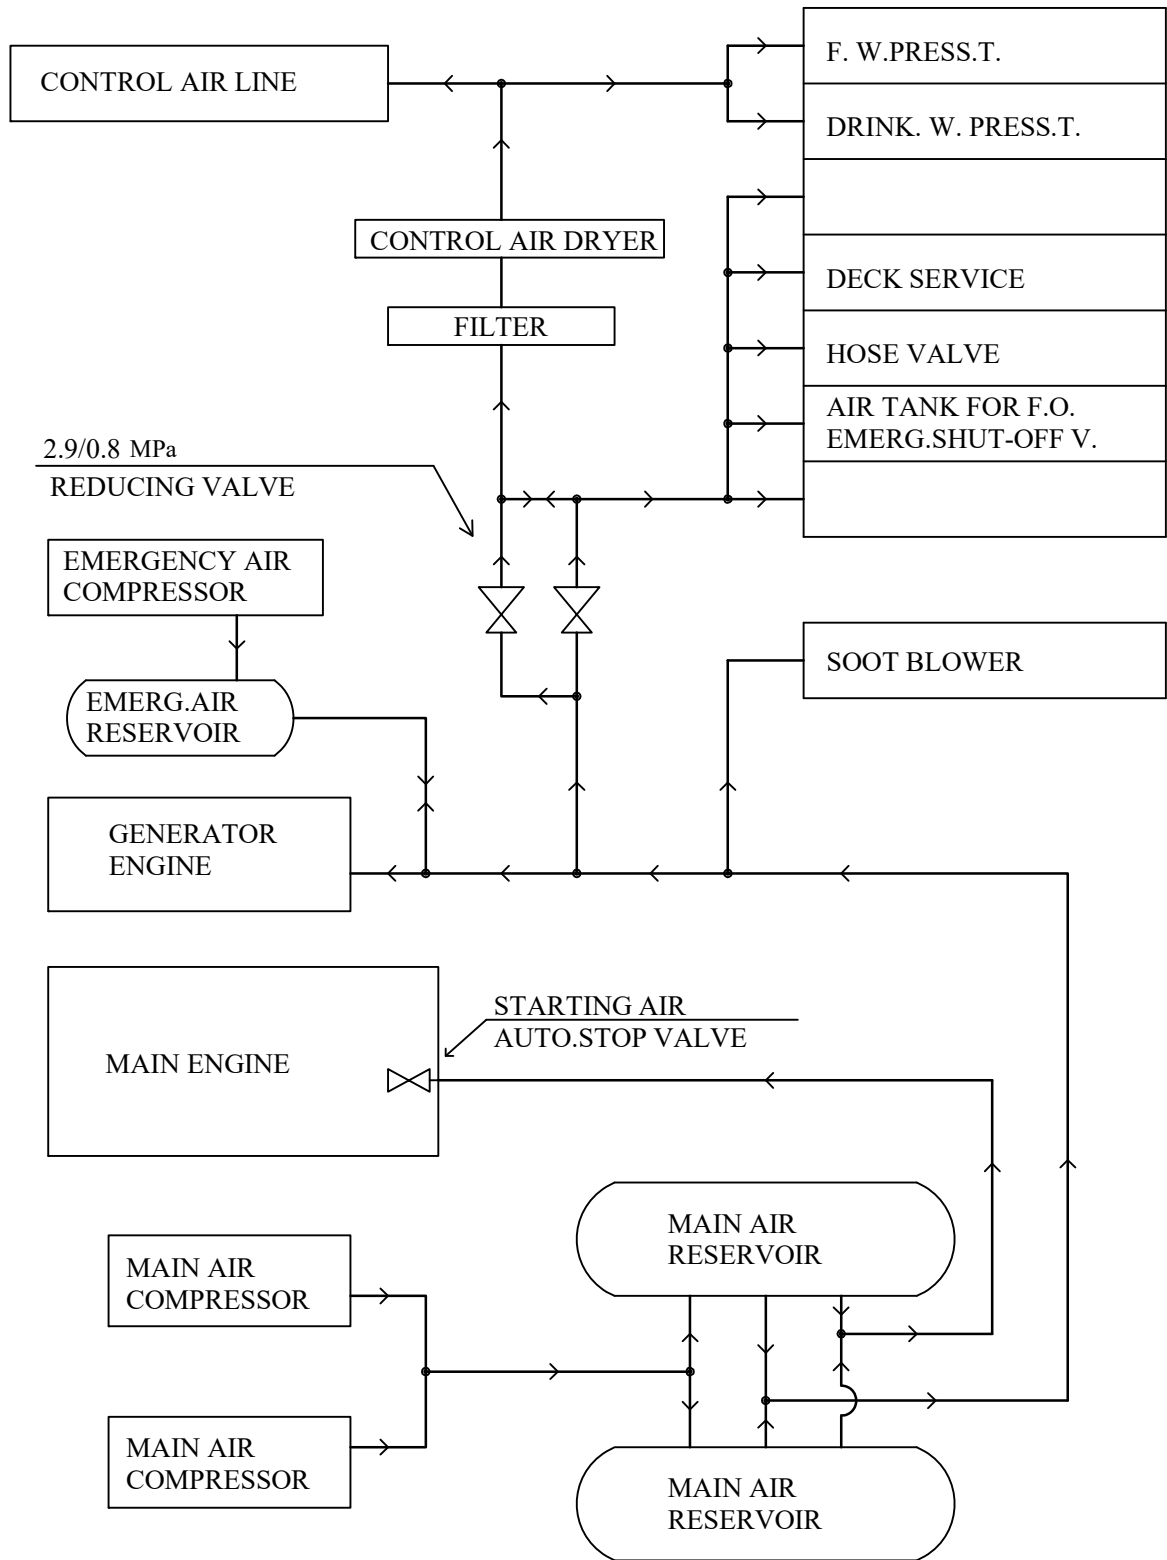 F. W.PRESS.T.
CONTROL AIR LINE
DRINK. W. PRESS.T.
CONTROL AIR DRYER
DECK SERVICE
FILTER
HOSE VALVE
AIR TANK FOR F.O.
EMERG.SHUT-OFF V.
2.9/0.8 MPa
REDUCING VALVE
EMERGENCY AIR
COMPRESSOR
SOOT BLOWER
EMERG.AIR
RESERVOIR
GENERATOR
ENGINE
STARTING AIR
AUTO.STOP VALVE
MAIN ENGINE
MAIN AIR
RESERVOIR
MAIN AIR
COMPRESSOR
MAIN AIR
COMPRESSOR
MAIN AIR
RESERVOIR